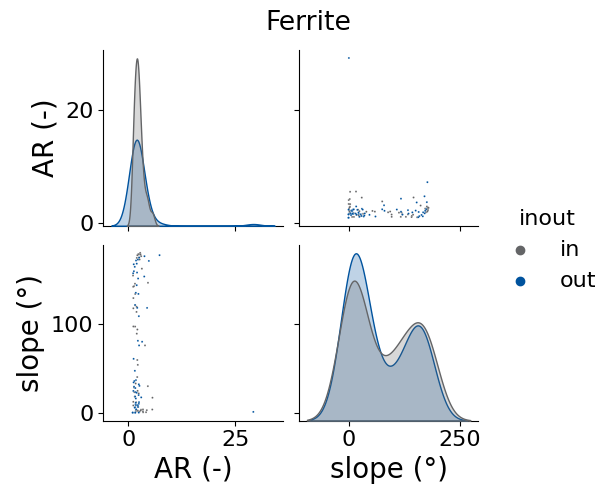 Ferrite
AR (-)
20
0
inout
in
out
slope (°)
100
0
0
25
0
250
AR (-)
slope (°)